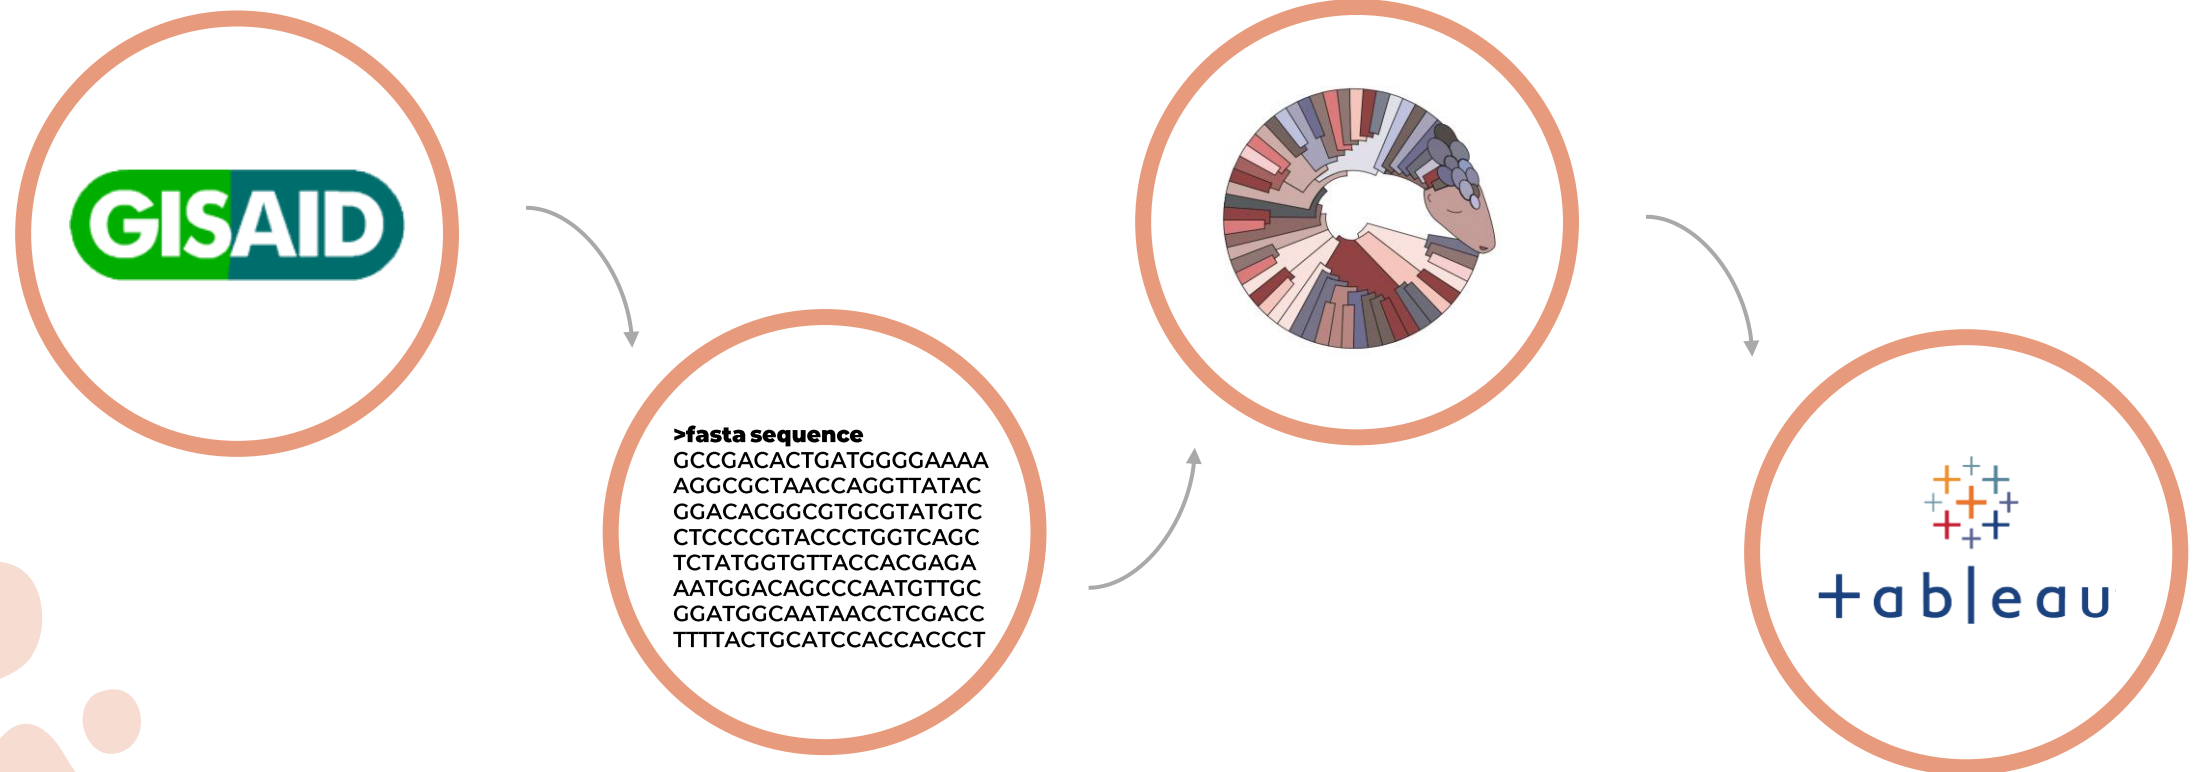 GISAID
>fasta sequence
GCCGACACTGATGGGGAAAA
AGGCGCTAACCAGGTTATAC
GGACACGGCGTGCGTATGTC
CTCCCCGTACCCTGGTCAGC
TCTATGGTGTTACCACGAGA
AATGGACAGCCCAATGTTGC
GGATGGCAATAACCTCGACC
TTTTACTGCATCCACCACCCT
+ableau